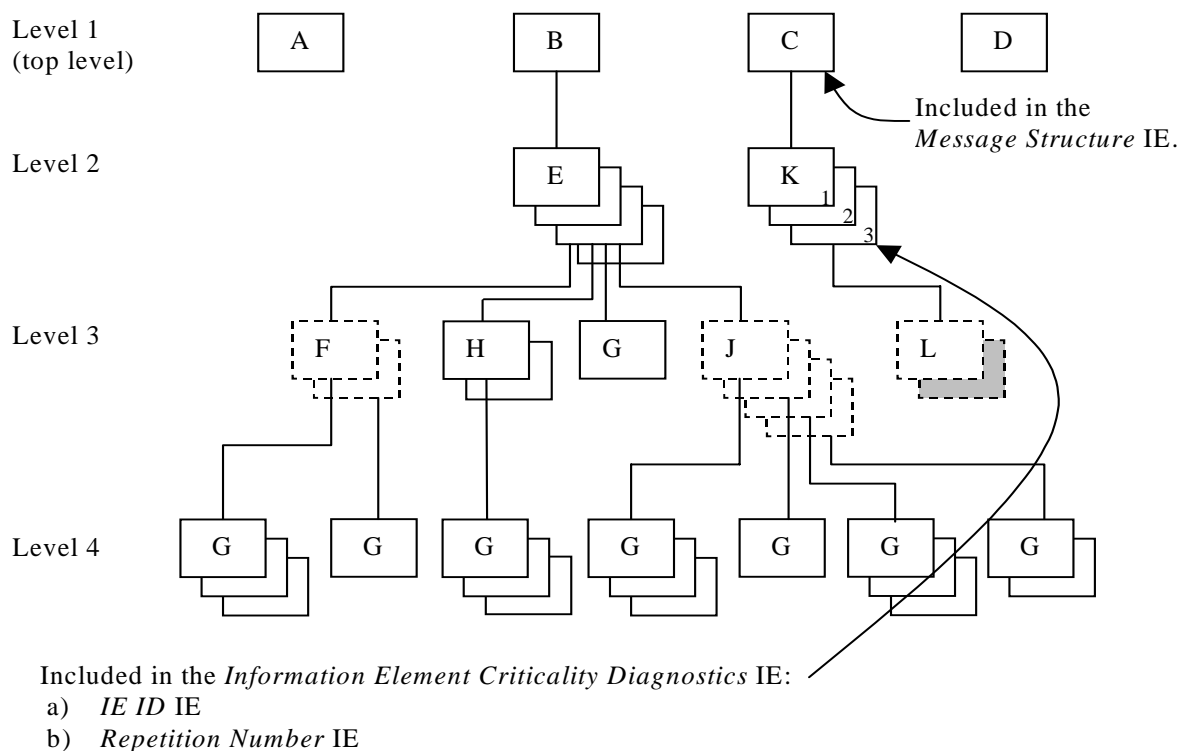 Level 1
(top level)
A
B
C
D
Included in the
Message Structure IE.
Level 2
E
K
1
2
3
Level 3
F
H
G
J
L
Level 4
G
G
G
G
G
G
G
Included in the Information Element Criticality Diagnostics IE:
a) IE ID IE
b) Repetition Number IE